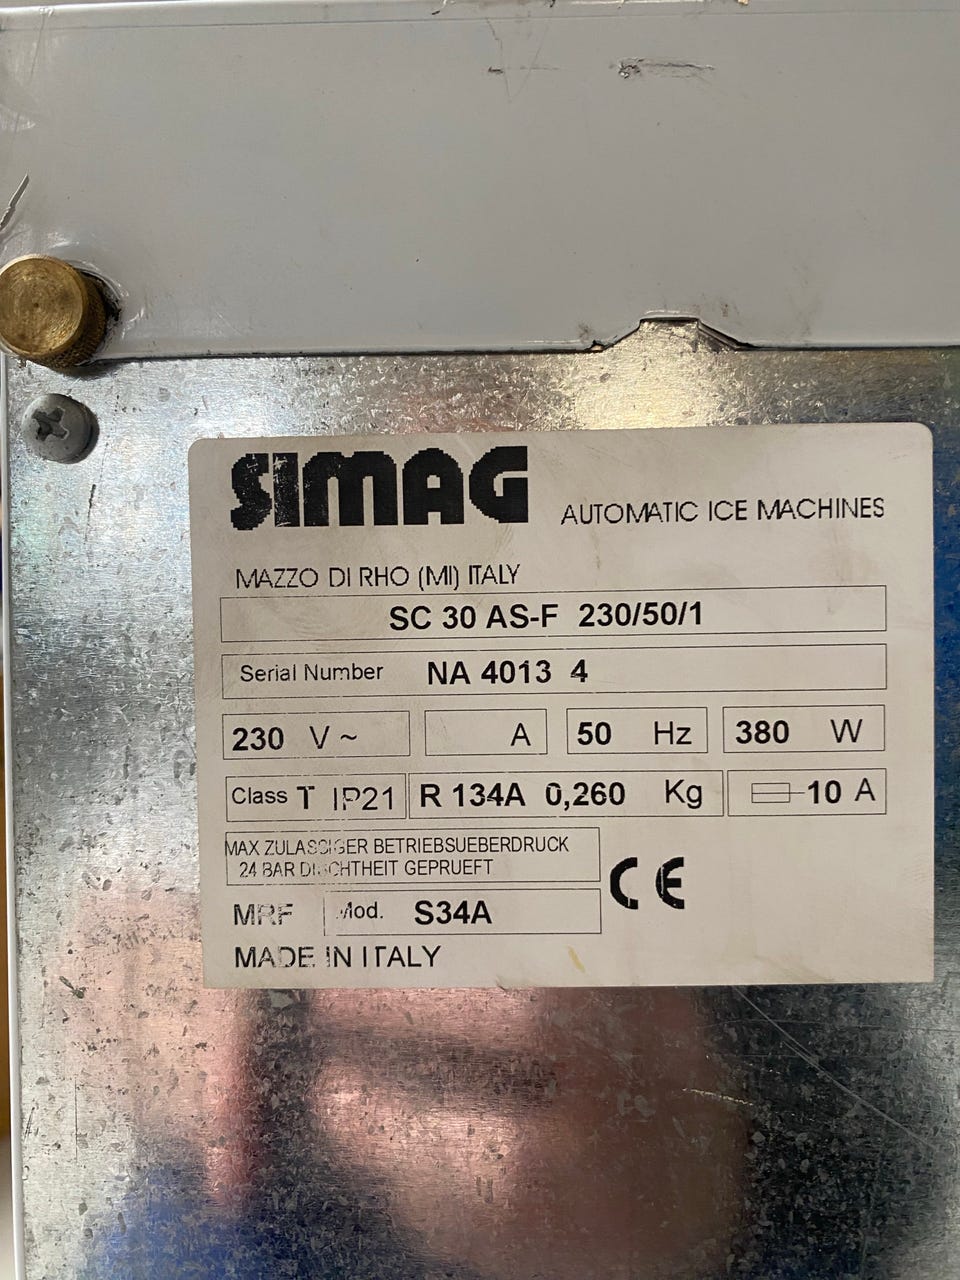 SIMAG AUTOMATIC ICE MACHINES
MAZZO DI RHO (MI) ITALY
SC 30 AS-F 230/50/1
Serial Number NA 4013 4
230 V ~ A 50 Hz 380 W
Class T IP21 R 134A 0,260 Kg 10 A
MAX ZULASSIGER BETRIEBSUEBERDRUCK
24 BAR DICHTHEIT GEPRUEFT
CE
MRF Mod. S34A
MADE IN ITALY